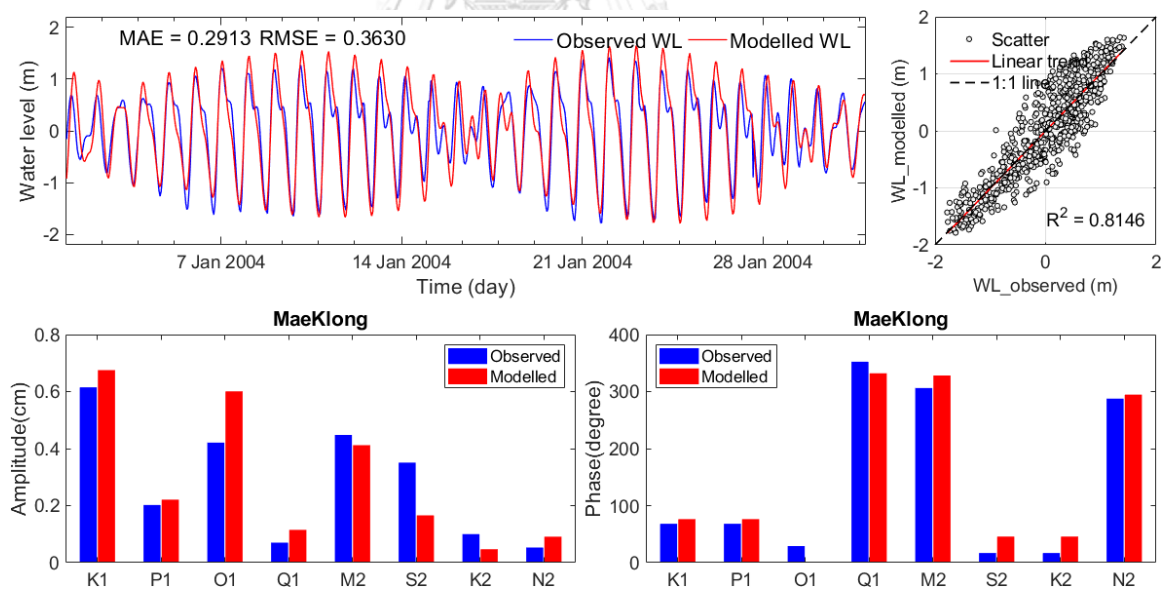 MAE = 0.2913 RMSE = 0.3630
Observed WL
Modelled WL
2
1
0
-1
-2
Water level (m)
7 Jan 2004
14 Jan 2004
21 Jan 2004
28 Jan 2004
Time (day)
Scatter
Linear trend
1:1 line
R2 = 0.8146
2
1
0
-1
-2
WL_modelled (m)
-2
0
2
WL_observed (m)
MaeKlong
Observed
Modelled
0.8
0.6
0.4
0.2
0
Amplitude(cm)
K1 P1 O1 Q1 M2 S2 K2 N2
MaeKlong
Observed
Modelled
400
300
200
100
0
Phase(degree)
K1 P1 O1 Q1 M2 S2 K2 N2